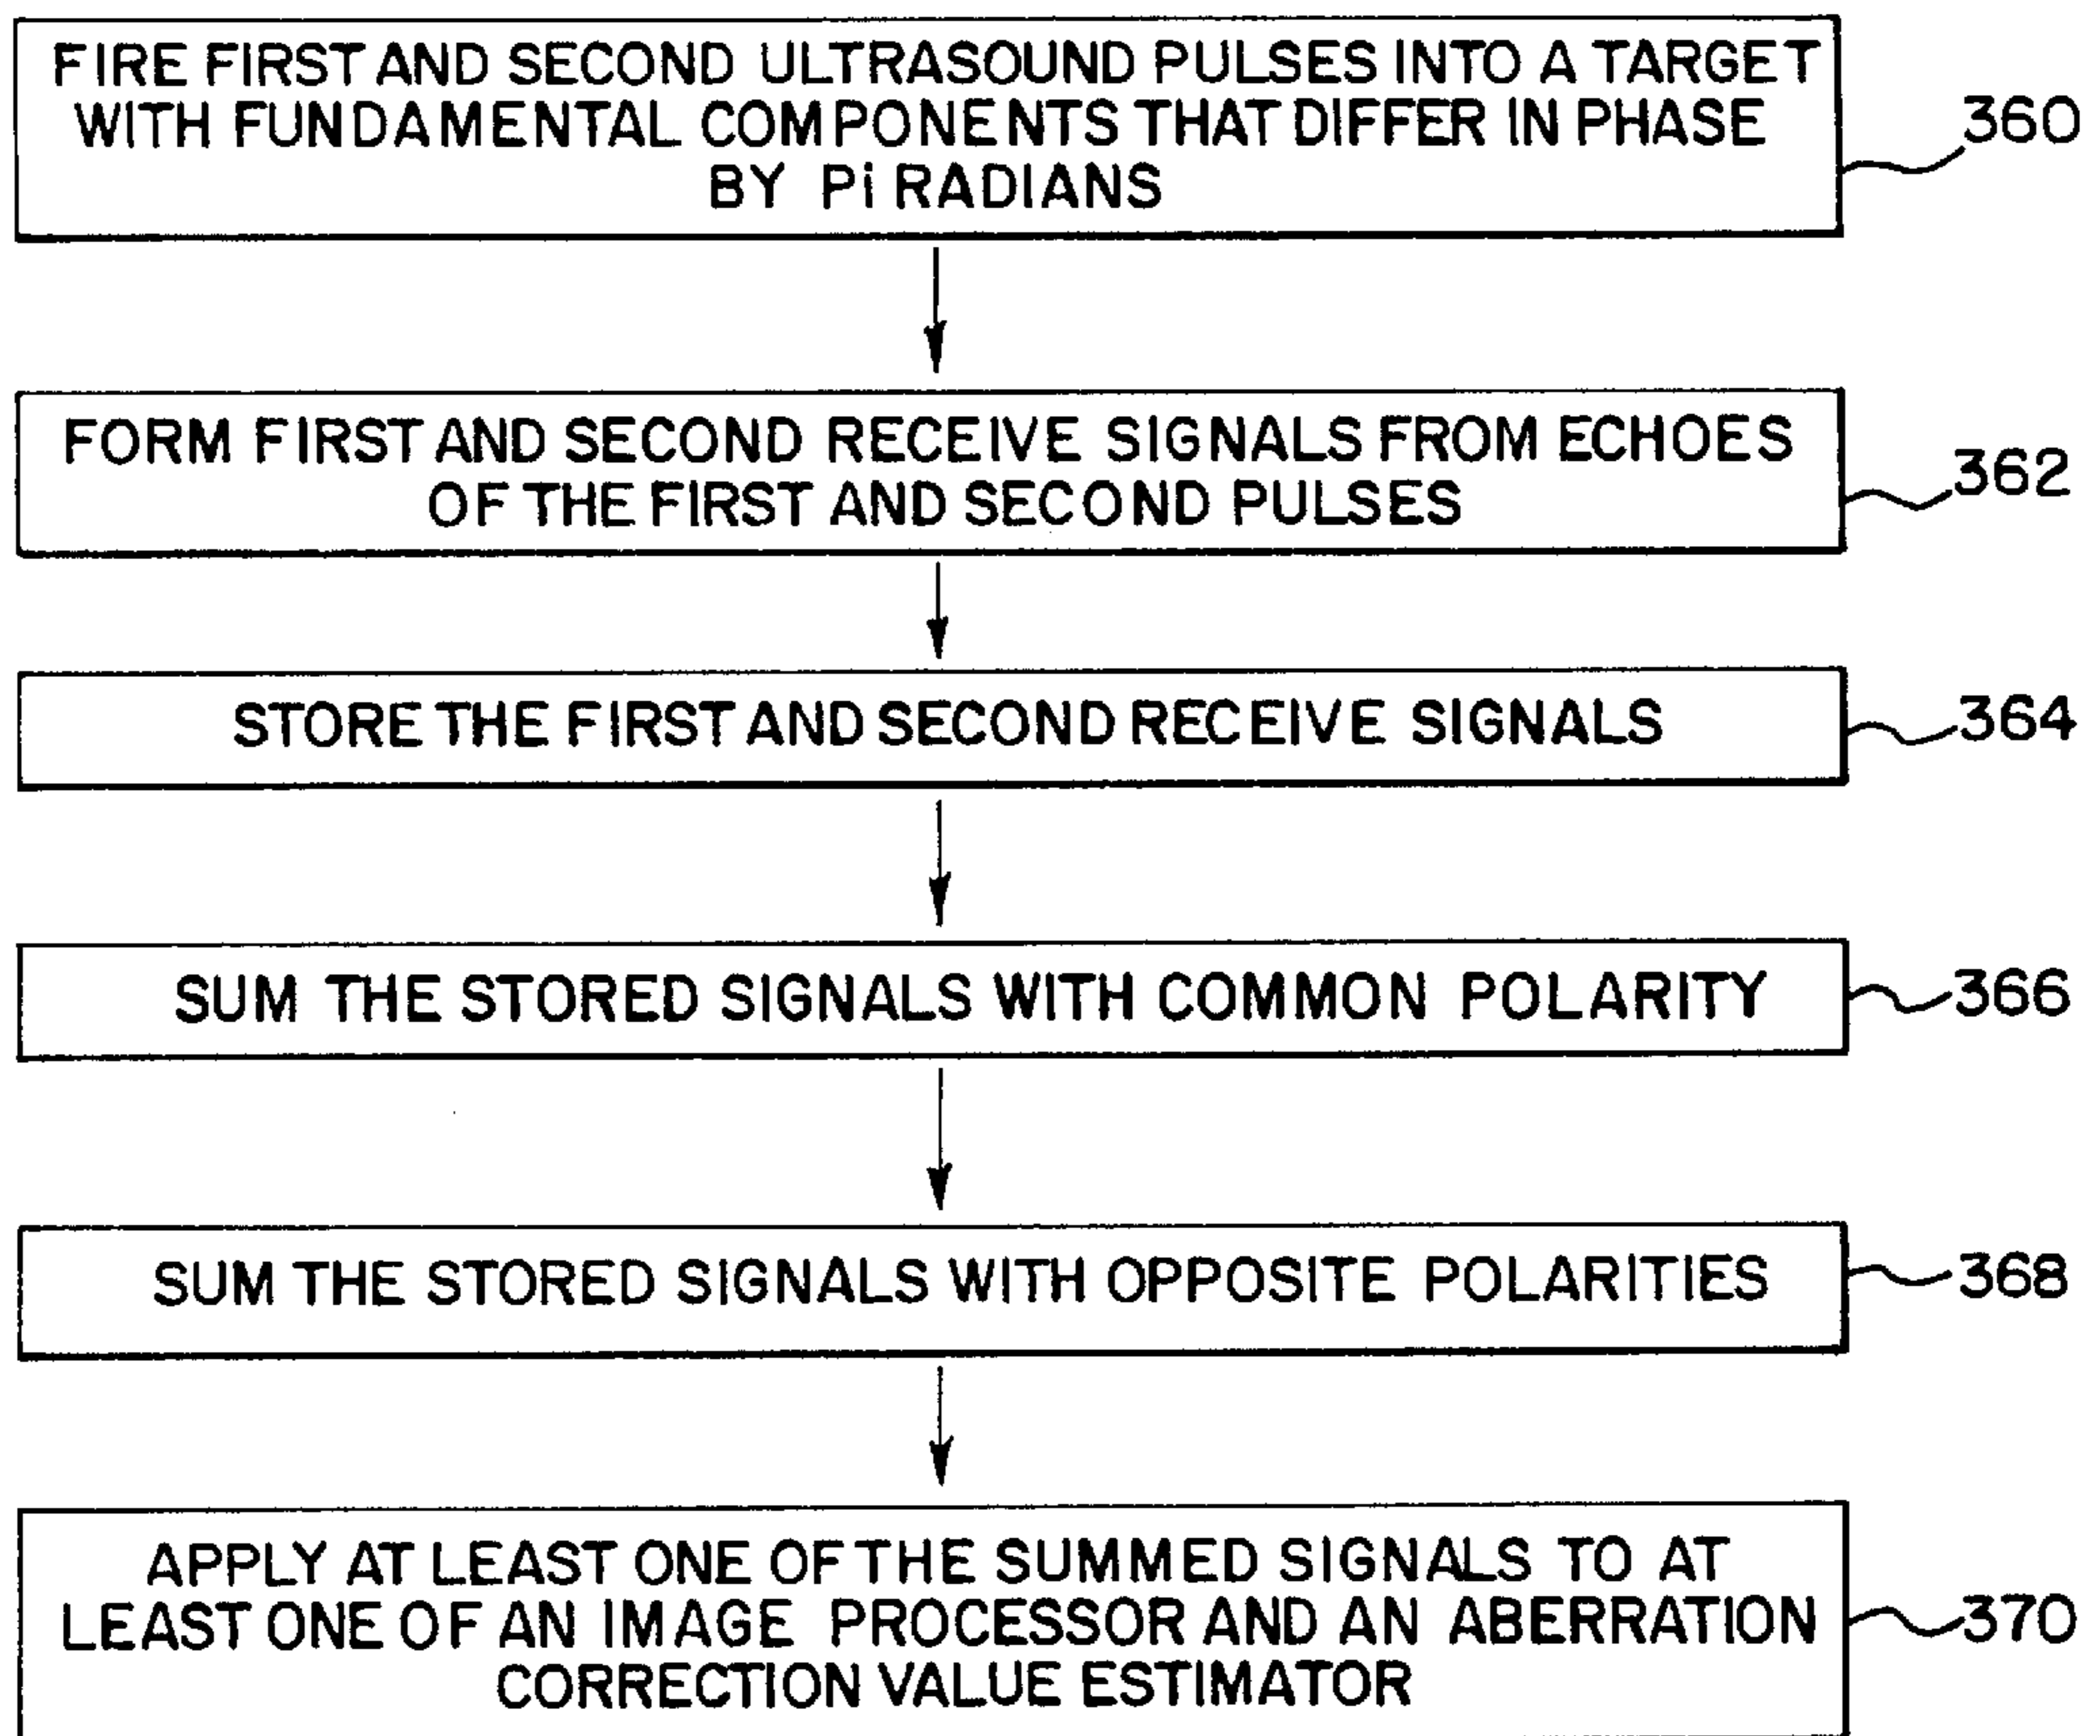 FIRE FIRST AND SECOND ULTRASOUND PULSES INTO A TARGET
WITH FUNDAMENTAL COMPONENTS THAT DIFFER IN PHASE
BY Pi RADIANS
360
FORM FIRST AND SECOND RECEIVE SIGNALS FROM ECHOES
OF THE FIRST AND SECOND PULSES
362
STORE THE FIRST AND SECOND RECEIVE SIGNALS
364
SUM THE STORED SIGNALS WITH COMMON POLARITY
366
SUM THE STORED SIGNALS WITH OPPOSITE POLARITIES
368
APPLY AT LEAST ONE OF THE SUMMED SIGNALS TO AT
LEAST ONE OF AN IMAGE PROCESSOR AND AN ABERRATION
CORRECTION VALUE ESTIMATOR
370